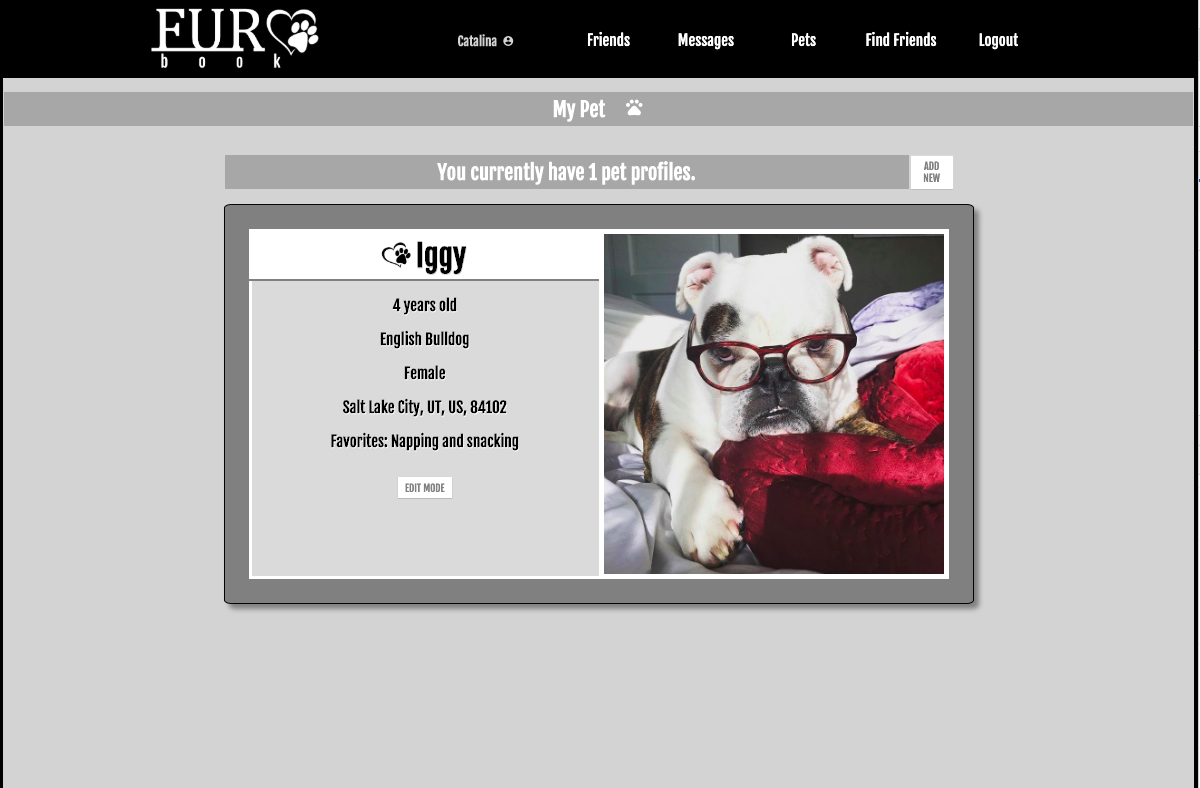 FUR
book
Catalina
Friends
Messages
Pets
Find Friends
Logout
My Pet
You currently have 1 pet profiles.
ADD
NEW
Iggy
4 years old
English Bulldog
Female
Salt Lake City, UT, US, 84102
Favorites: Napping and snacking
EDIT MODE